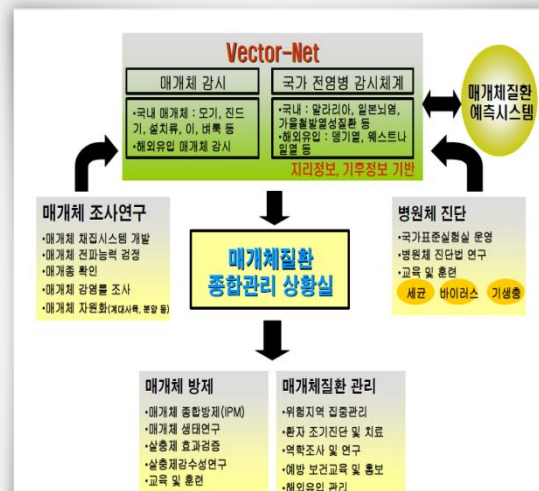 Vector-Net
매개체 감시
•국내 매개체 : 모기, 진드
기, 설치류, 이, 벼룩 등
•해외유입 매개체 감시
국가 전염병 감시체계
•국내 : 말라리아, 일본뇌염,
가을철발열성질환 등
•해외유입 : 뎅기열, 웨스트나
일열 등
지리정보, 기후정보 기반
매개체질환
예측시스템
매개체 조사연구
•매개체 채집시스템 개발
•매개체 전파능력 검정
•매개종 확인
•매개체 감염률 조사
•매개체 자원화(계대사육, 분양 등)
매개체질환
종합관리 상황실
병원체 진단
•국가표준실험실 운영
•병원체 진단법 연구
•교육 및 훈련
세균 바이러스 기생충
매개체 방제
•매개체 종합방제(IPM)
•매개체 생태연구
•살충제 효과검증
•살충제감수성연구
•교육 및 훈련
매개체질환 관리
•위험지역 집중관리
•환자 조기진단 및 치료
•역학조사 및 연구
•예방 보건교육 및 홍보
•해외유입 관리